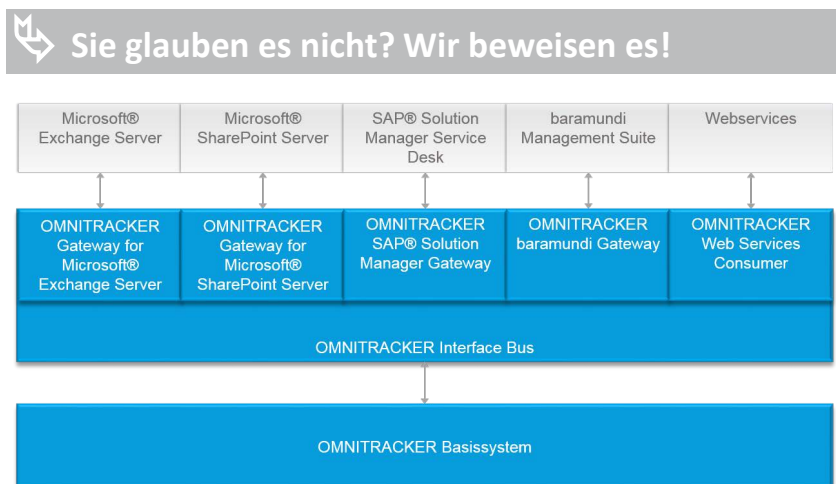 Sie glauben es nicht? Wir beweisen es!
Microsoft®
Exchange Server
Microsoft®
SharePoint Server
SAP® Solution
Manager Service
Desk
baramundi
Management Suite
Webservices
OMNITRACKER
Gateway for
Microsoft®
Exchange Server
OMNITRACKER
Gateway for
Microsoft®
SharePoint Server
OMNITRACKER
SAP® Solution
Manager Gateway
OMNITRACKER
baramundi Gateway
OMNITRACKER
Web Services
Consumer
OMNITRACKER Interface Bus
OMNITRACKER Basissystem